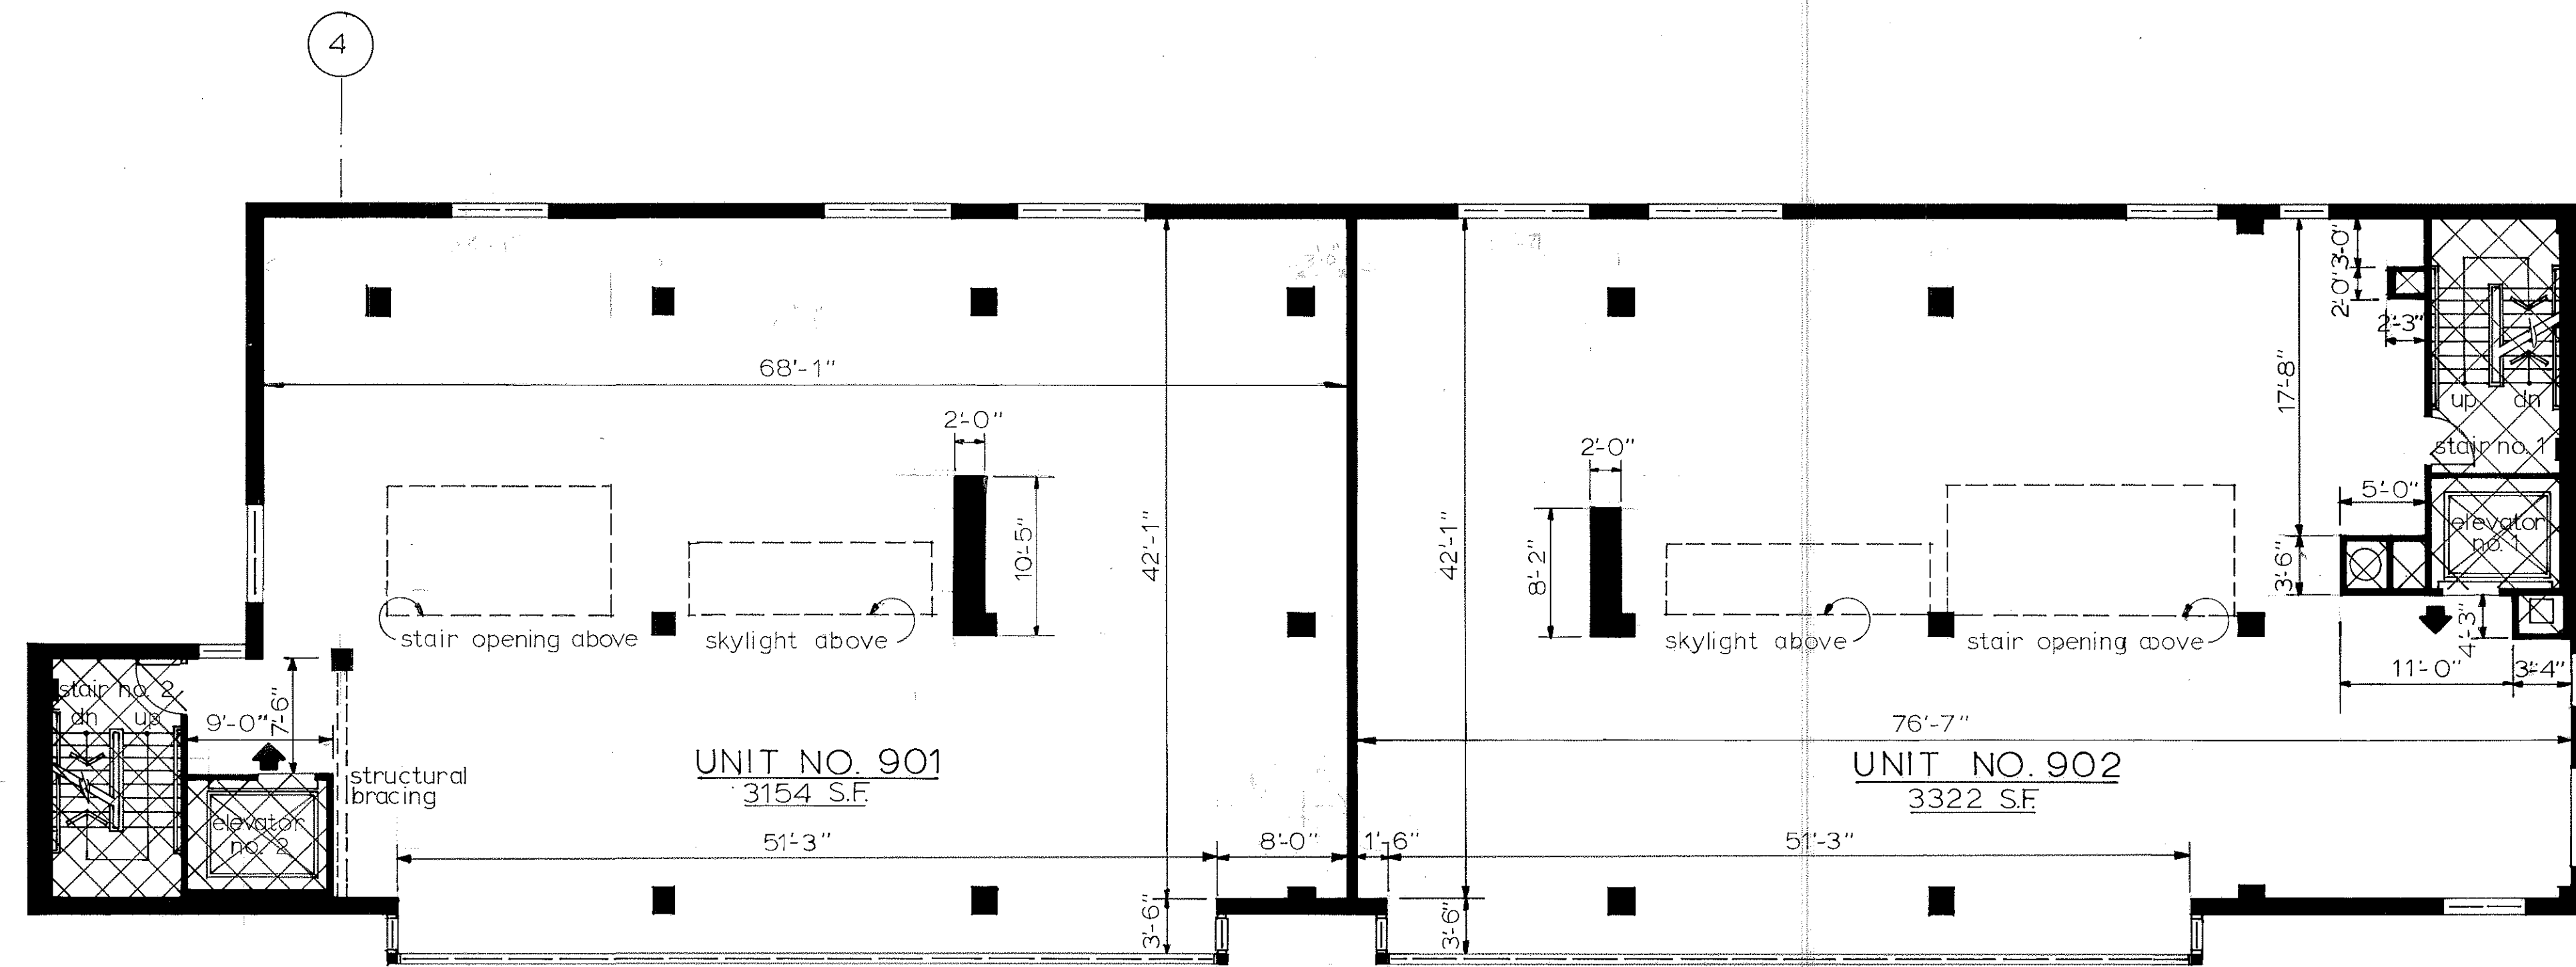 4
3'-0"
2'-0"
2'-3"
68'-1"
17'-8"
up dn
2'-0"
stair no. 1
2'-0"
5'-0"
elevator
no. 1
10'-5"
42'-1"
42'-1"
8'-2"
3'-6"
4'-3"
stair opening above
skylight above
skylight above
stair opening above
11'-0"
3'-4"
stair no. 2
dn up
9'-0"
7'-6"
76'-7"
UNIT NO. 901
3154 S.F.
UNIT NO. 902
3322 S.F.
structural
bracing
elevator
no. 2
51'-3"
8'-0"
1'-6"
51'-3"
3'-6"
3'-6"